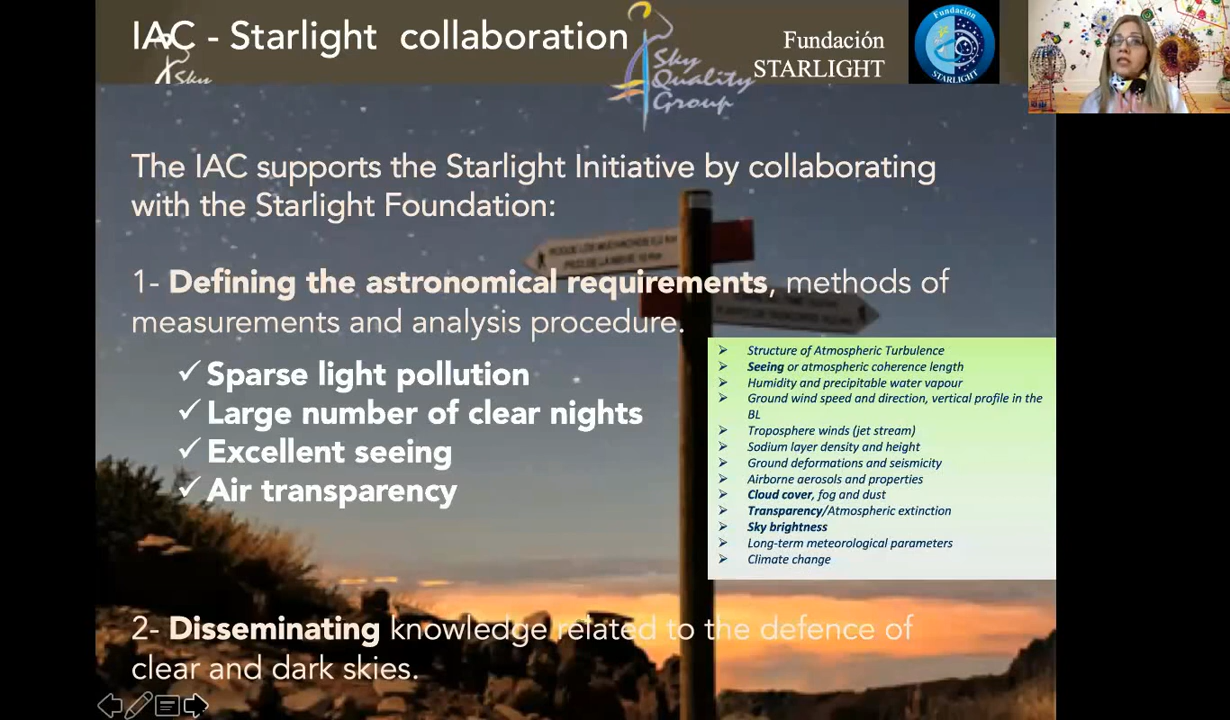 IAC - Starlight collaboration
Sky
Sky
Quality
Group
Fundación
STARLIGHT
Fundación
STARLIGHT
The IAC supports the Starlight Initiative by collaborating
with the Starlight Foundation:
1- Defining the astronomical requirements, methods of
measurements and analysis procedure.
✓ Sparse light pollution
✓ Large number of clear nights
✓ Excellent seeing
✓ Air transparency
Structure of Atmospheric Turbulence
Seeing or atmospheric coherence length
Humidity and precipitable water vapour
Ground wind speed and direction, vertical profile in the
BL
Troposphere winds (jet stream)
Sodium layer density and height
Ground deformations and seismicity
Airborne aerosols and properties
Cloud cover, fog and dust
Transparency/Atmospheric extinction
Sky brightness
Long-term meteorological parameters
Climate change
2- Disseminating knowledge related to the defence of
clear and dark skies.